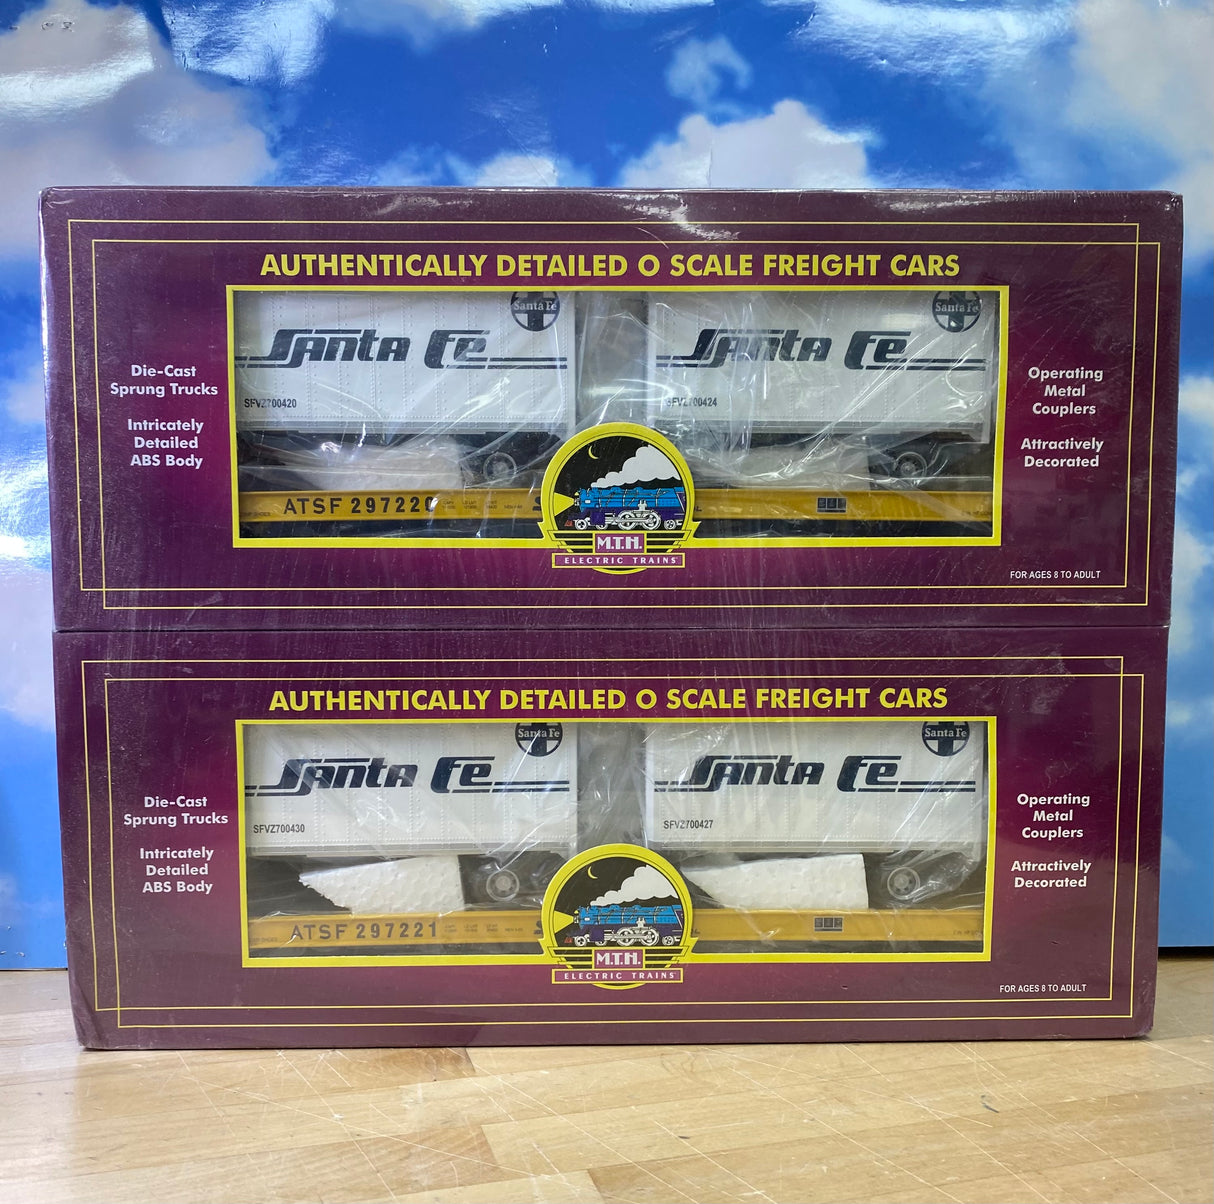 AUTHENTICALLY DETAILED O SCALE FREIGHT CARS
Santa Fe
Santa Fe
Santa Fe
Santa Fe
Die-Cast
Sprung Trucks
Intricately
Detailed
ABS Body
Operating
Metal
Couplers
Attractively
Decorated
SFVZ700420
SFVZ700424
ATSF 297220
M.T.H.
ELECTRIC TRAINS
FOR AGES 8 TO ADULT
AUTHENTICALLY DETAILED O SCALE FREIGHT CARS
Santa Fe
Santa Fe
Santa Fe
Santa Fe
Die-Cast
Sprung Trucks
Intricately
Detailed
ABS Body
Operating
Metal
Couplers
Attractively
Decorated
SFVZ700430
SFVZ700427
ATSF 297221
M.T.H.
ELECTRIC TRAINS
FOR AGES 8 TO ADULT